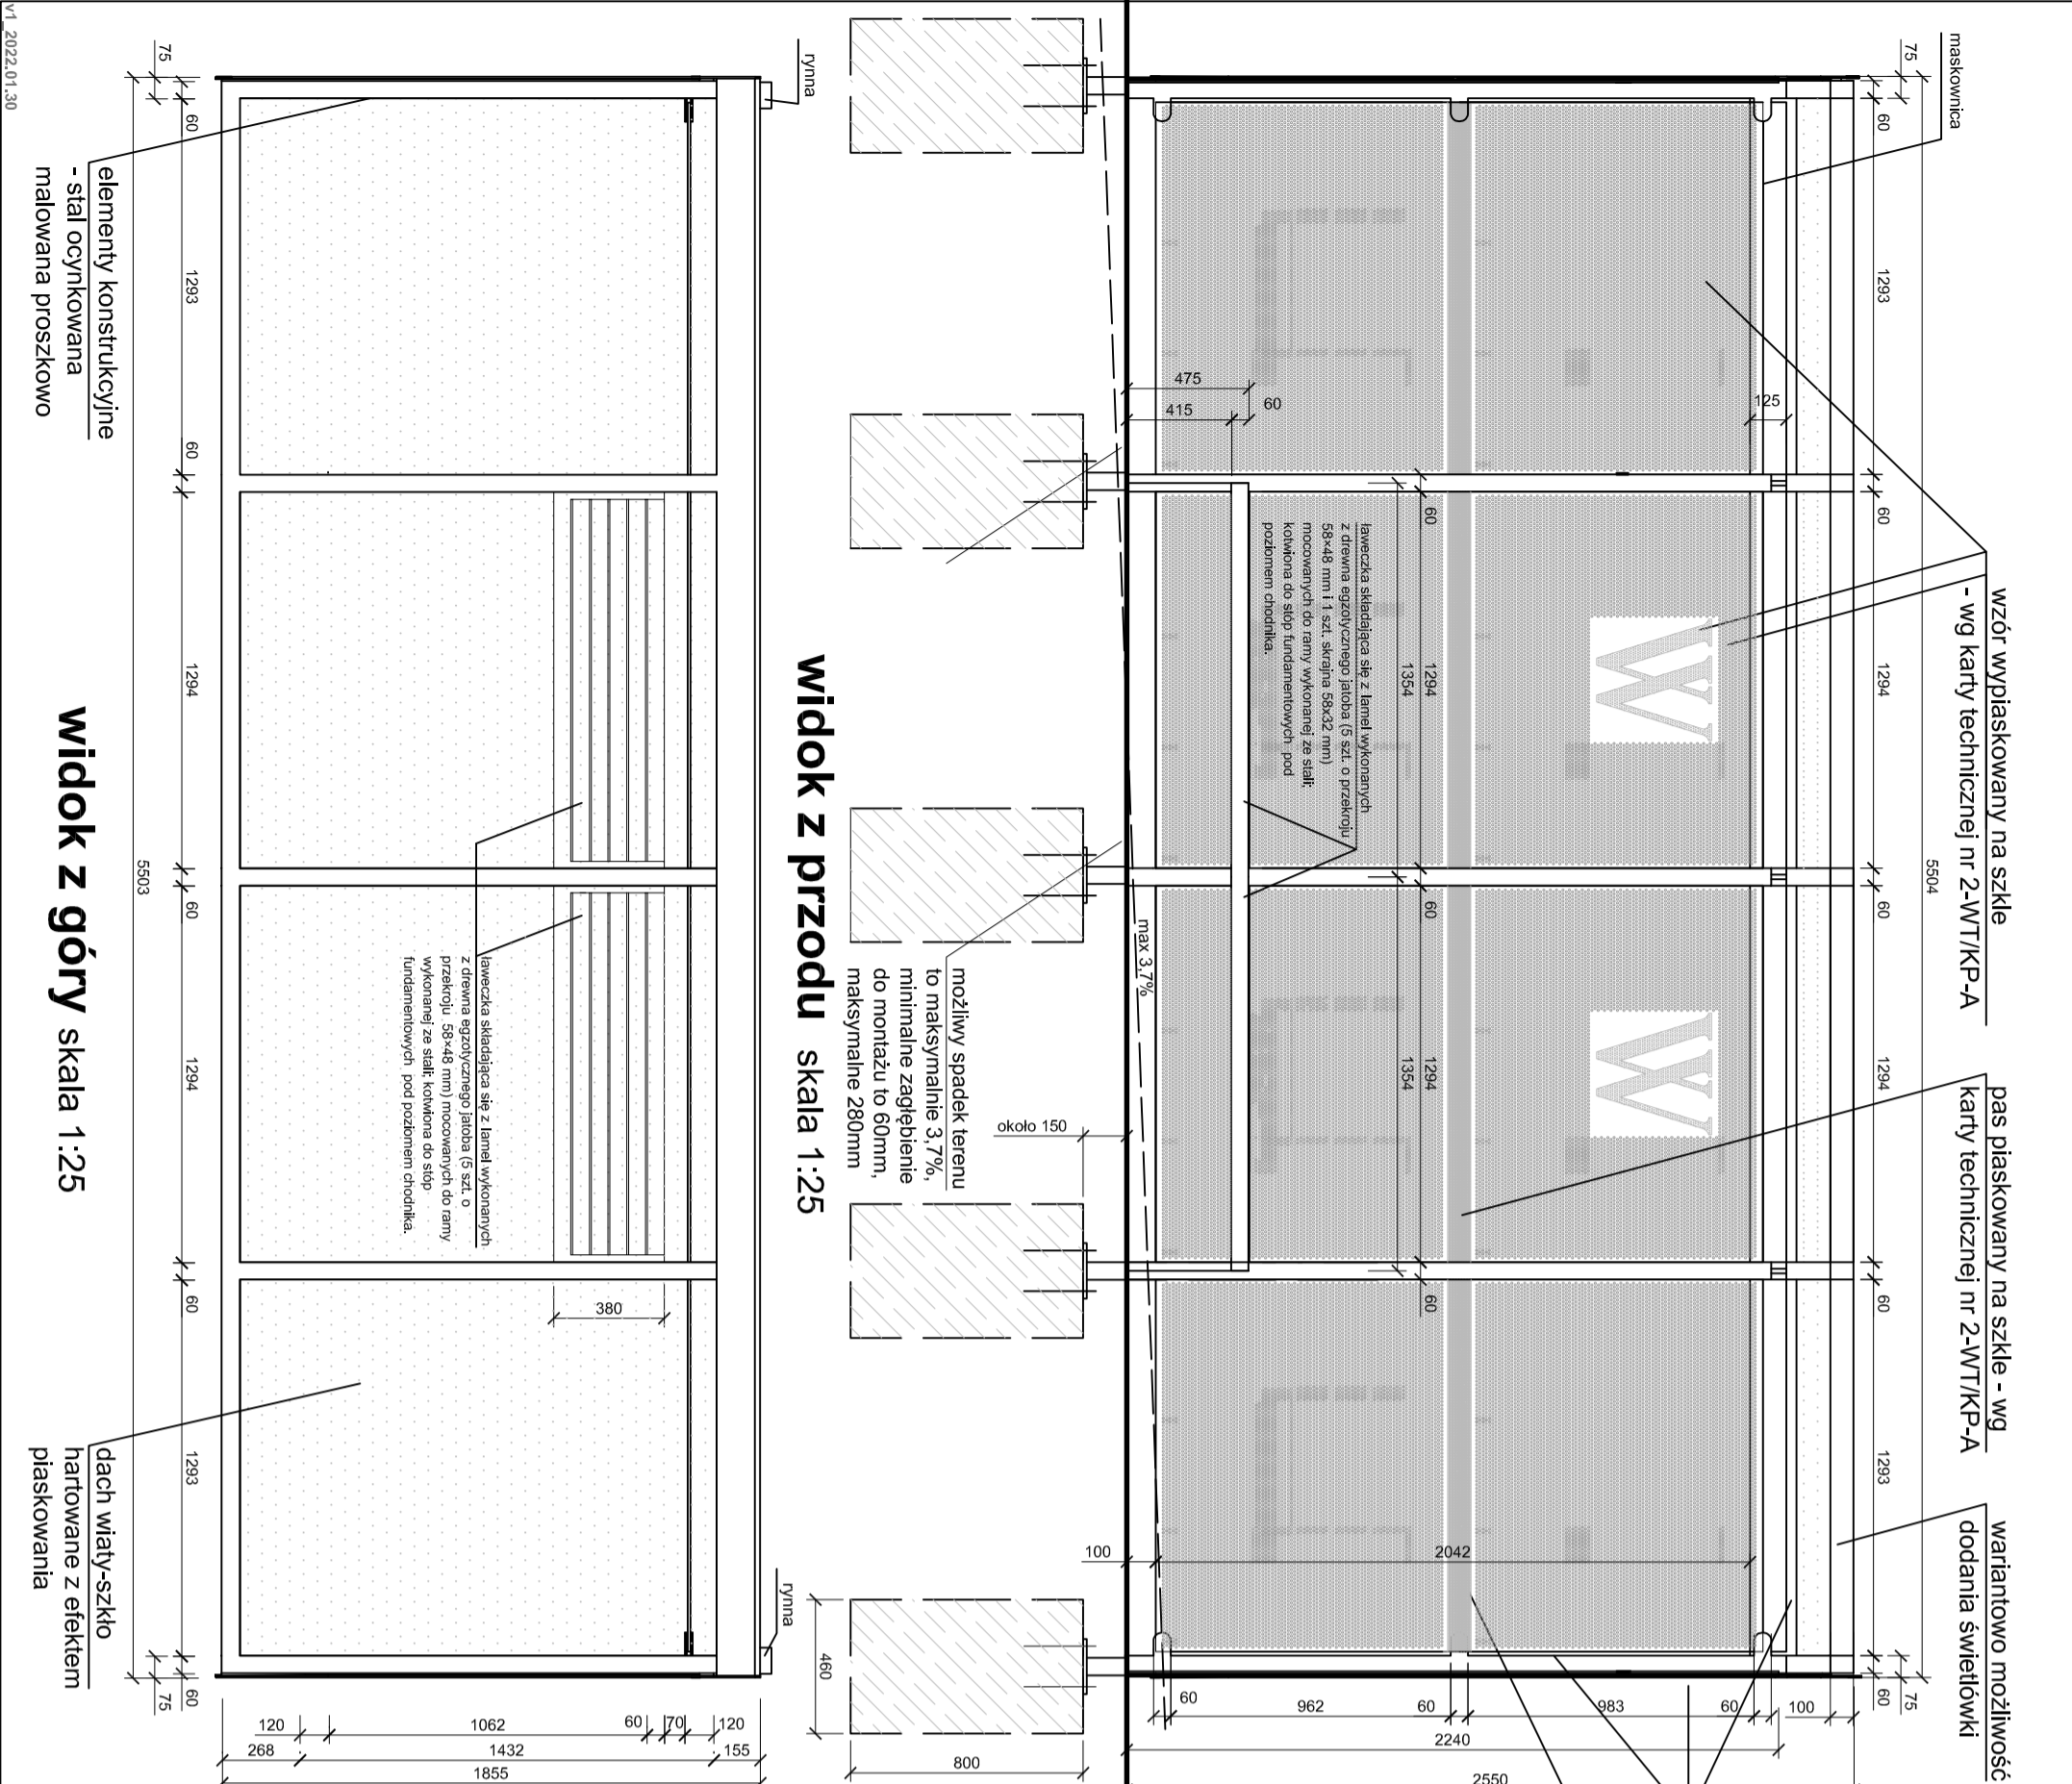 maskownica
75
60
1293
60
1294
60
1294
60
1293
60
75
5504
wzór wypiaskowany na szkle
- wg karty technicznej nr 2-WT/KP-A
pas piaskowany na szkle - wg
karty technicznej nr 2-WT/KP-A
wariantowo możliwość
dodania świetlówki
W
W
125
475
415
60
60
1294
1354
60
1294
1354
60
ławeczka składająca się z lamel wykonanych
z drewna egzotycznego jatoba (5 szt. o przekroju
58×48 mm i 1 szt. skrajna 58x32 mm)
mocowanych do ramy wykonanej ze stali;
kotwiona do stóp fundamentowych pod
poziomem chodnika.
max 3,7%
2042
100
60
962
60
983
60
100
2240
2550
możliwy spadek terenu
to maksymalnie 3,7%,
minimalne zagłębienie
do montażu to 60mm,
maksymalne 280mm
około 150
460
800
widok z przodu skala 1:25
rynna
rynna
ławeczka składająca się z lamel wykonanych
z drewna egzotycznego jatoba (5 szt. o
przekroju 58×48 mm) mocowanych do ramy
wykonanej ze stali; kotwiona do stóp
fundamentowych pod poziomem chodnika.
380
75
60
1293
60
1294
60
1294
60
1293
60
75
5503
120
1062
60
70
120
268
1432
155
1855
elementy konstrukcyjne
- stal ocynkowana
malowana proszkowo
dach wiaty-szkło
hartowane z efektem
piaskowania
widok z góry skala 1:25
v1_2022.01.30